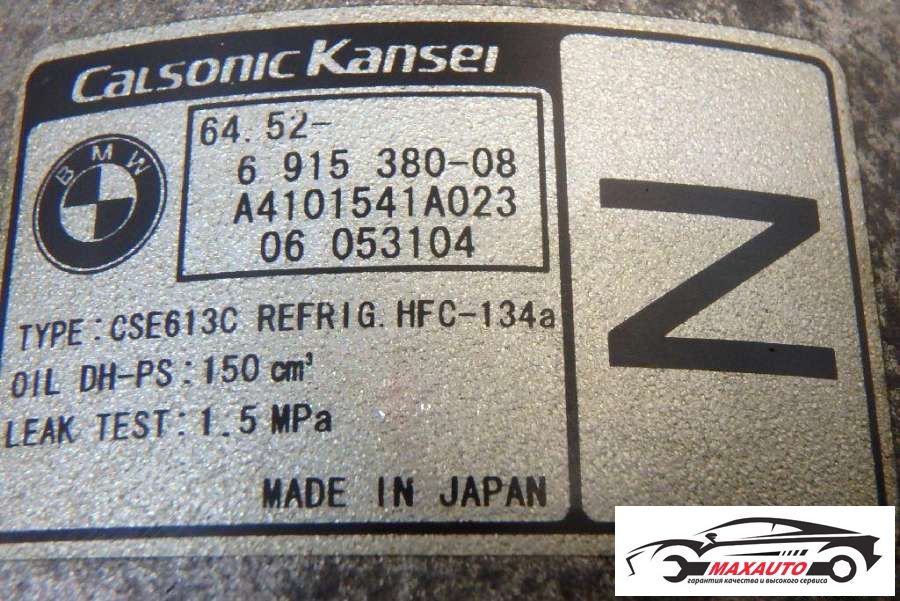 Calsonic Kansei
BMW
64.52-
6 915 380-08
A4101541A023
06 053104
TYPE:CSE613C REFRIG. HFC-134a
OIL DH-PS:150 cm³
LEAK TEST:1.5 MPa
MADE IN JAPAN
Z
MAXAUTO
гарантия качества и высокого сервиса